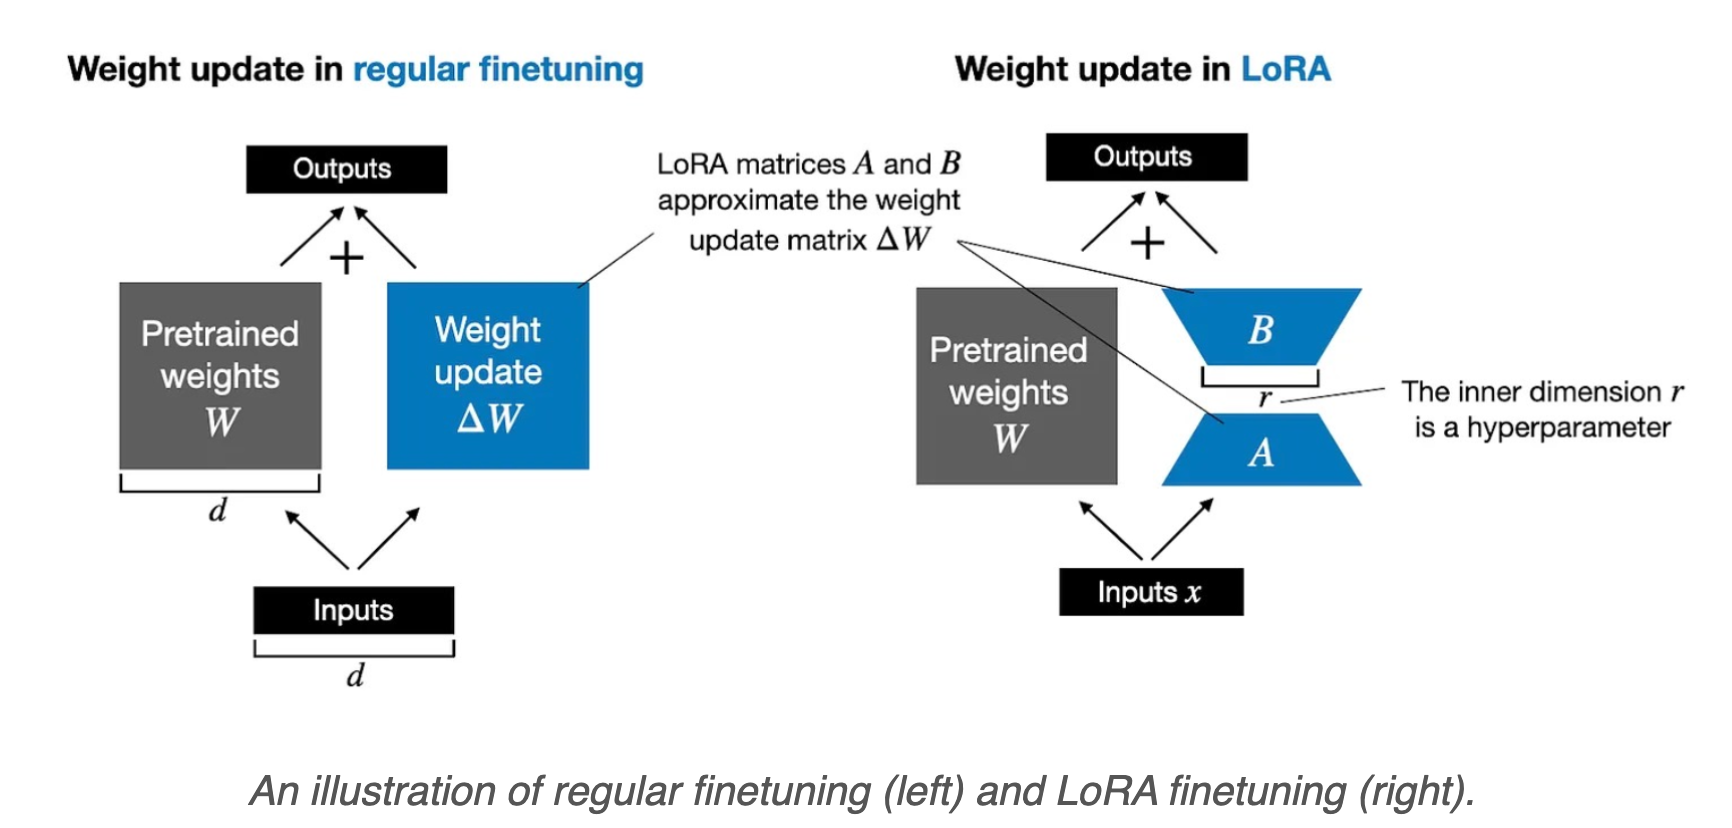 Weight update in regular finetuning
Outputs
+
Pretrained
weights
W
Weight
update
ΔW
d
Inputs
d
LoRA matrices A and B
approximate the weight
update matrix ΔW
Weight update in LoRA
Outputs
+
Pretrained
weights
W
B
r
A
The inner dimension r
is a hyperparameter
Inputs x
An illustration of regular finetuning (left) and LoRA finetuning (right).